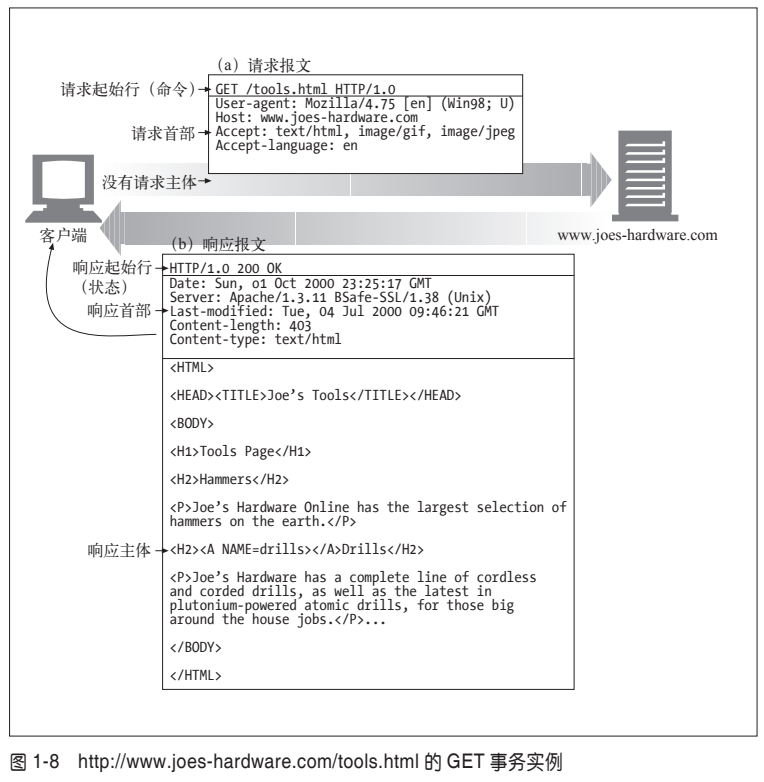 (a) 请求报文
请求起始行（命令）
GET /tools.html HTTP/1.0
User-agent: Mozilla/4.75 [en] (Win98; U)
Host: www.joes-hardware.com
请求首部
Accept: text/html, image/gif, image/jpeg
Accept-language: en
没有请求主体
客户端
www.joes-hardware.com
(b) 响应报文
响应起始行
（状态）
HTTP/1.0 200 OK
Date: Sun, 01 Oct 2000 23:25:17 GMT
Server: Apache/1.3.11 BSafe-SSL/1.38 (Unix)
响应首部
Last-modified: Tue, 04 Jul 2000 09:46:21 GMT
Content-length: 403
Content-type: text/html
<HTML>
<HEAD><TITLE>Joe’s Tools</TITLE></HEAD>
<BODY>
<H1>Tools Page</H1>
<H2>Hammers</H2>
<P>Joe’s Hardware Online has the largest selection of
hammers on the earth.</P>
响应主体
<H2><A NAME=drills></A>Drills</H2>
<P>Joe’s Hardware has a complete line of cordless
and corded drills, as well as the latest in
plutonium-powered atomic drills, for those big
around the house jobs.</P>...
</BODY>
</HTML>
图 1-8 http://www.joes-hardware.com/tools.html 的 GET 事务实例